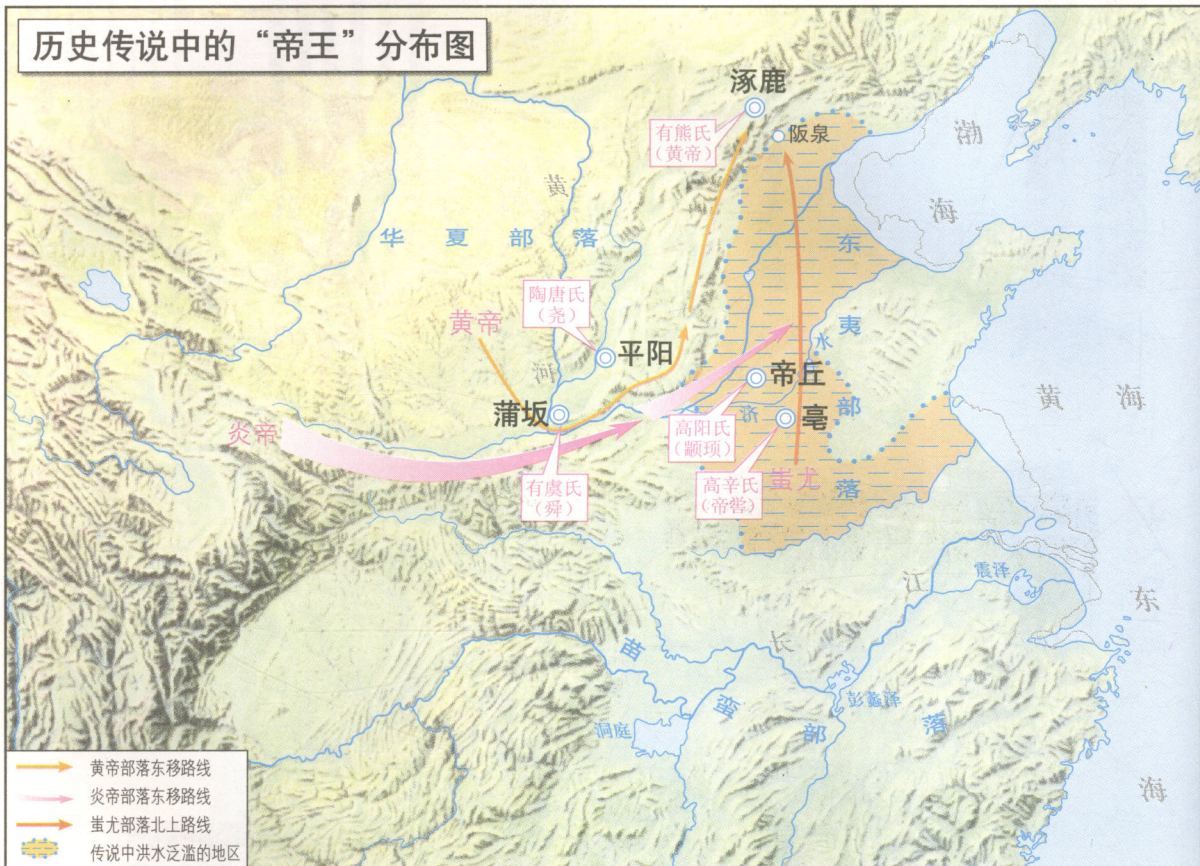 历史传说中的“帝王”分布图
涿鹿
有熊氏
（黄帝）
阪泉
渤海
黄河
华夏部落
东夷部落
陶唐氏
（尧）
黄帝
平阳
济水
帝丘
黄海
蒲坂
亳
炎帝
高阳氏
（颛顼）
有虞氏
（舜）
高辛氏
（帝喾）
蚩尤
长江
震泽
东海
苗蛮部落
彭蠡泽
洞庭
黄帝部落东移路线
炎帝部落东移路线
蚩尤部落北上路线
传说中洪水泛滥的地区